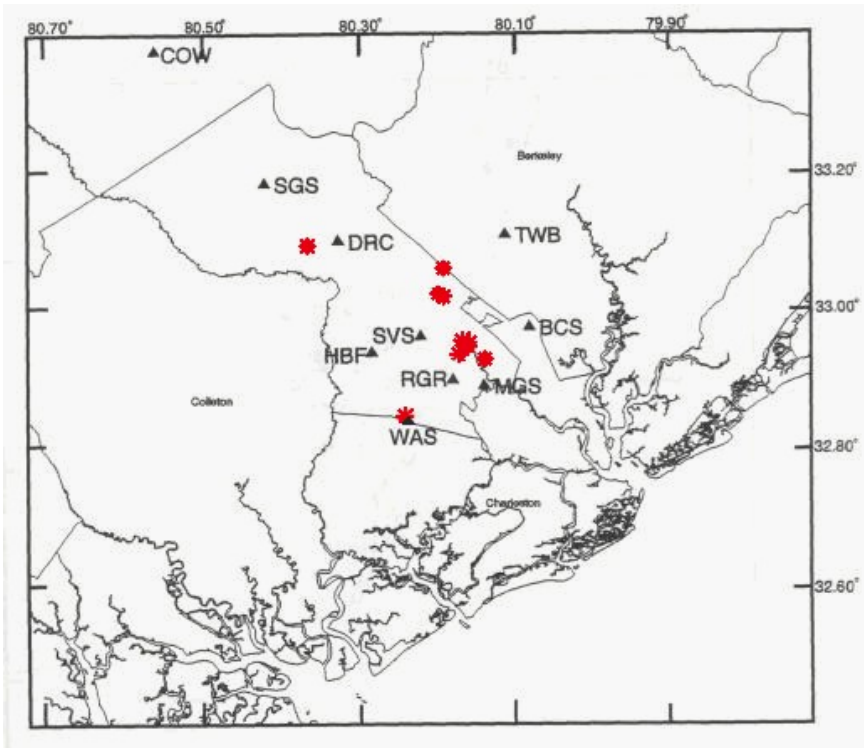 80.70° 80.50° 80.30° 80.10° 79.90°
COW
Berkeley
33.20°
SGS
TWB
DRC
33.00°
BCS
SVS
HBF
RGR
MGS
Colleton
WAS
32.80°
Charleston
32.60°